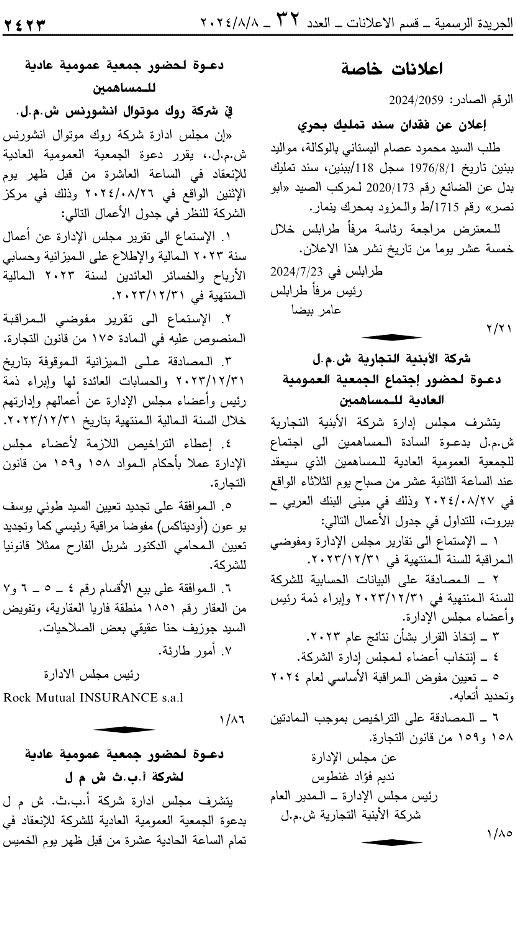 الجريدة الرسمية ــ قسم الاعلانات ــ العدد ٣٢ ــ ٢٠٢٤/٨/٨
٢٤٢٣
اعلانات خاصة
الرقم الصادر: 2024/2059
إعلان عن فقدان سند تمليك بحري
طلب السيد محمود عصام البستاني بالوكالة، مواليد
ببنين تاريخ 1976/8/1 سجل 118/ببنين، سند تمليك
بدل عن الضائع رقم 2020/173 لمركب الصيد «ابو
نصر» رقم 1715/ط والمزود بمحرك ينمار.
للمعترض مراجعة رئاسة مرفأ طرابلس خلال
خمسة عشر يوما من تاريخ نشر هذا الاعلان.
طرابلس في 2024/7/23
رئيس مرفأ طرابلس
عامر بيضا
٢/٢١
شركة الأبنية التجارية ش.م.ل
دعوة لحضور إجتماع الجمعية العمومية
العادية للمساهمين
يتشرف مجلس إدارة شركة الأبنية التجارية
ش.م.ل بدعوة السادة المساهمين الى اجتماع
للجمعية العمومية العادية للمساهمين الذي سيعقد
عند الساعة الثانية عشر من صباح يوم الثلاثاء الواقع
في ٢٠٢٤/٠٨/٢٧ وذلك في مبنى البنك العربي ــ
بيروت، للتداول في جدول الأعمال التالي:
١ ــ الإستماع الى تقارير مجلس الإدارة ومفوضي
المراقبة للسنة المنتهية في ٢٠٢٣/١٢/٣١.
٢ ــ المصادقة على البيانات الحسابية للشركة
للسنة المنتهية في ٢٠٢٣/١٢/٣١ وإبراء ذمة رئيس
وأعضاء مجلس الإدارة.
٣ ــ إتخاذ القرار بشأن نتائج عام ٢٠٢٣.
٤ ــ إنتخاب أعضاء لمجلس إدارة الشركة.
٥ ــ تعيين مفوض المراقبة الأساسي لعام ٢٠٢٤
وتحديد أتعابه.
٦ ــ المصادقة على التراخيص بموجب المادتين
١٥٨ و١٥٩ من قانون التجارة.
عن مجلس الإدارة
نديم فؤاد غنطوس
رئيس مجلس الإدارة ــ المدير العام
شركة الأبنية التجارية ش.م.ل
١/٨٥
دعوة لحضور جمعية عمومية عادية
للمساهمين
في شركة روك موتوال انشورنس ش.م.ل.
«إن مجلس ادارة شركة روك موتوال انشورنس
ش.م.ل.، يقرر دعوة الجمعية العمومية العادية
للإنعقاد في الساعة العاشرة من قبل ظهر يوم
الإثنين الواقع في ٢٠٢٤/٠٨/٢٦ وذلك في مركز
الشركة للنظر في جدول الأعمال التالي:
١. الإستماع الى تقرير مجلس الإدارة عن أعمال
سنة ٢٠٢٣ المالية والإطلاع على الميزانية وحسابي
الأرباح والخسائر العائدين لسنة ٢٠٢٣ المالية
المنتهية في ٢٠٢٣/١٢/٣١.
٢. الإستماع الى تقرير مفوضي المراقبة
المنصوص عليه في المادة ١٧٥ من قانون التجارة.
٣. المصادقة على الميزانية الموقوفة بتاريخ
٢٠٢٣/١٢/٣١ والحسابات العائدة لها وإبراء ذمة
رئيس وأعضاء مجلس الإدارة عن أعمالهم وإدارتهم
خلال السنة المالية المنتهية بتاريخ ٢٠٢٣/١٢/٣١.
٤. إعطاء التراخيص اللازمة لأعضاء مجلس
الإدارة عملا بأحكام المواد ١٥٨ و١٥٩ من قانون
التجارة.
٥. الموافقة على تجديد تعيين السيد طوني يوسف
بو عون (أوديتاكس) مفوضا مراقبة رئيسي كما وتجديد
تعيين المحامي الدكتور شربل القارح ممثلا قانونيا
للشركة.
٦. الموافقة على بيع الأقسام رقم ٤ ــ ٥ ــ ٦ و٧
من العقار رقم ١٨٥١ منطقة فاريا العقارية، وتفويض
السيد جوزيف حنا عقيقي بعض الصلاحيات.
٧. أمور طارئة.
رئيس مجلس الادارة
Rock Mutual INSURANCE s.a.l
١/٨٦
دعوة لحضور جمعية عمومية عادية
لشركة أ.ب.ث ش م ل
يتشرف مجلس ادارة شركة أ.ب.ث. ش م ل
بدعوة الجمعية العمومية العادية للشركة للإنعقاد في
تمام الساعة الحادية عشرة من قبل ظهر يوم الخميس